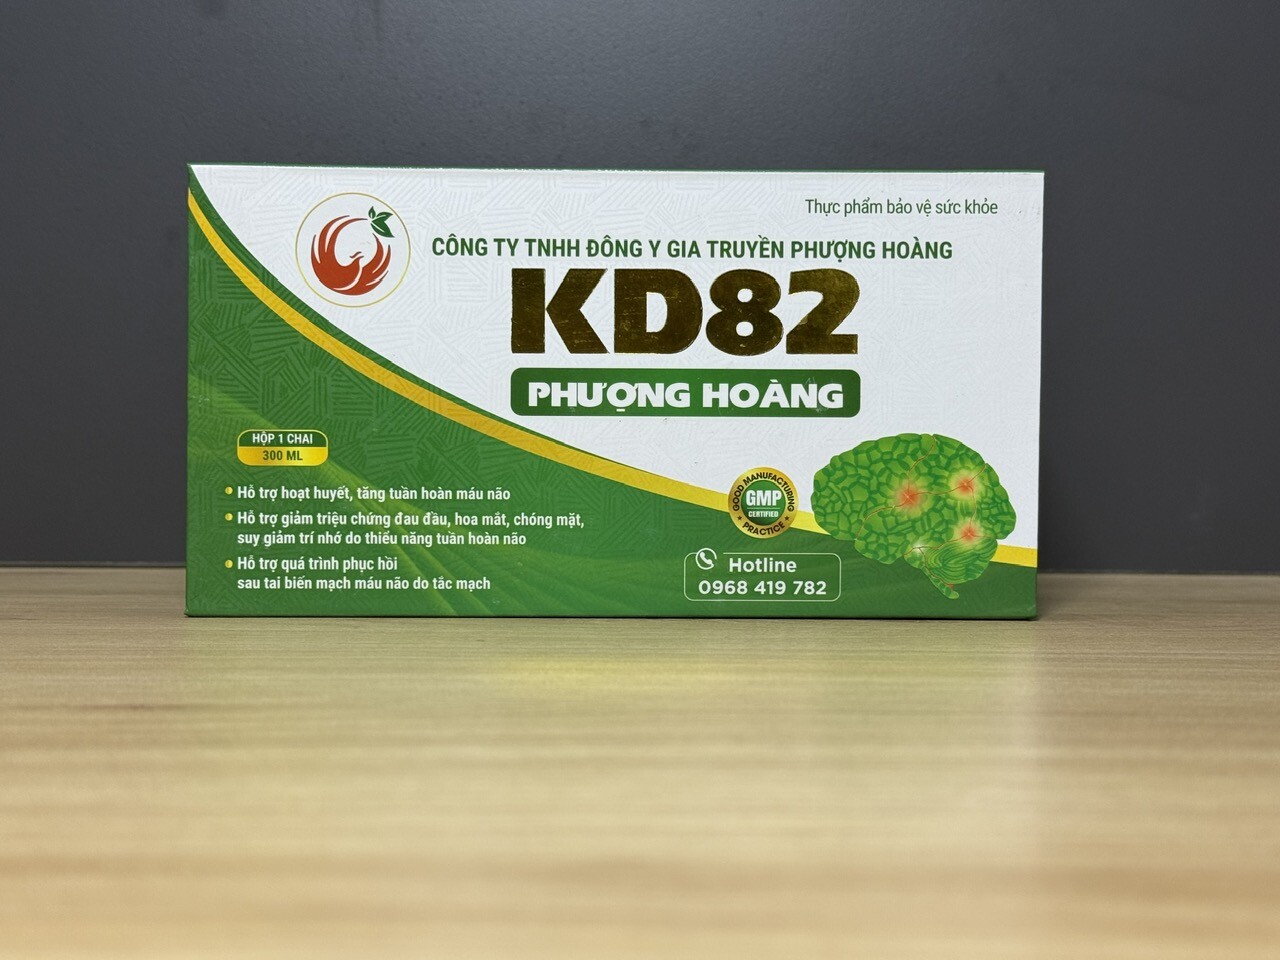 Thực phẩm bảo vệ sức khỏe
CÔNG TY TNHH ĐÔNG Y GIA TRUYỀN PHƯỢNG HOÀNG
KD82
PHƯỢNG HOÀNG
HỘP 1 CHAI
300 ML
Hỗ trợ hoạt huyết, tăng tuần hoàn máu não
Hỗ trợ giảm triệu chứng đau đầu, hoa mắt, chóng mặt,
suy giảm trí nhớ do thiểu năng tuần hoàn não
Hỗ trợ quá trình phục hồi
sau tai biến mạch máu não do tắc mạch
GOOD MANUFACTURING
GMP
CERTIFIED
PRACTICE
Hotline
0968 419 782